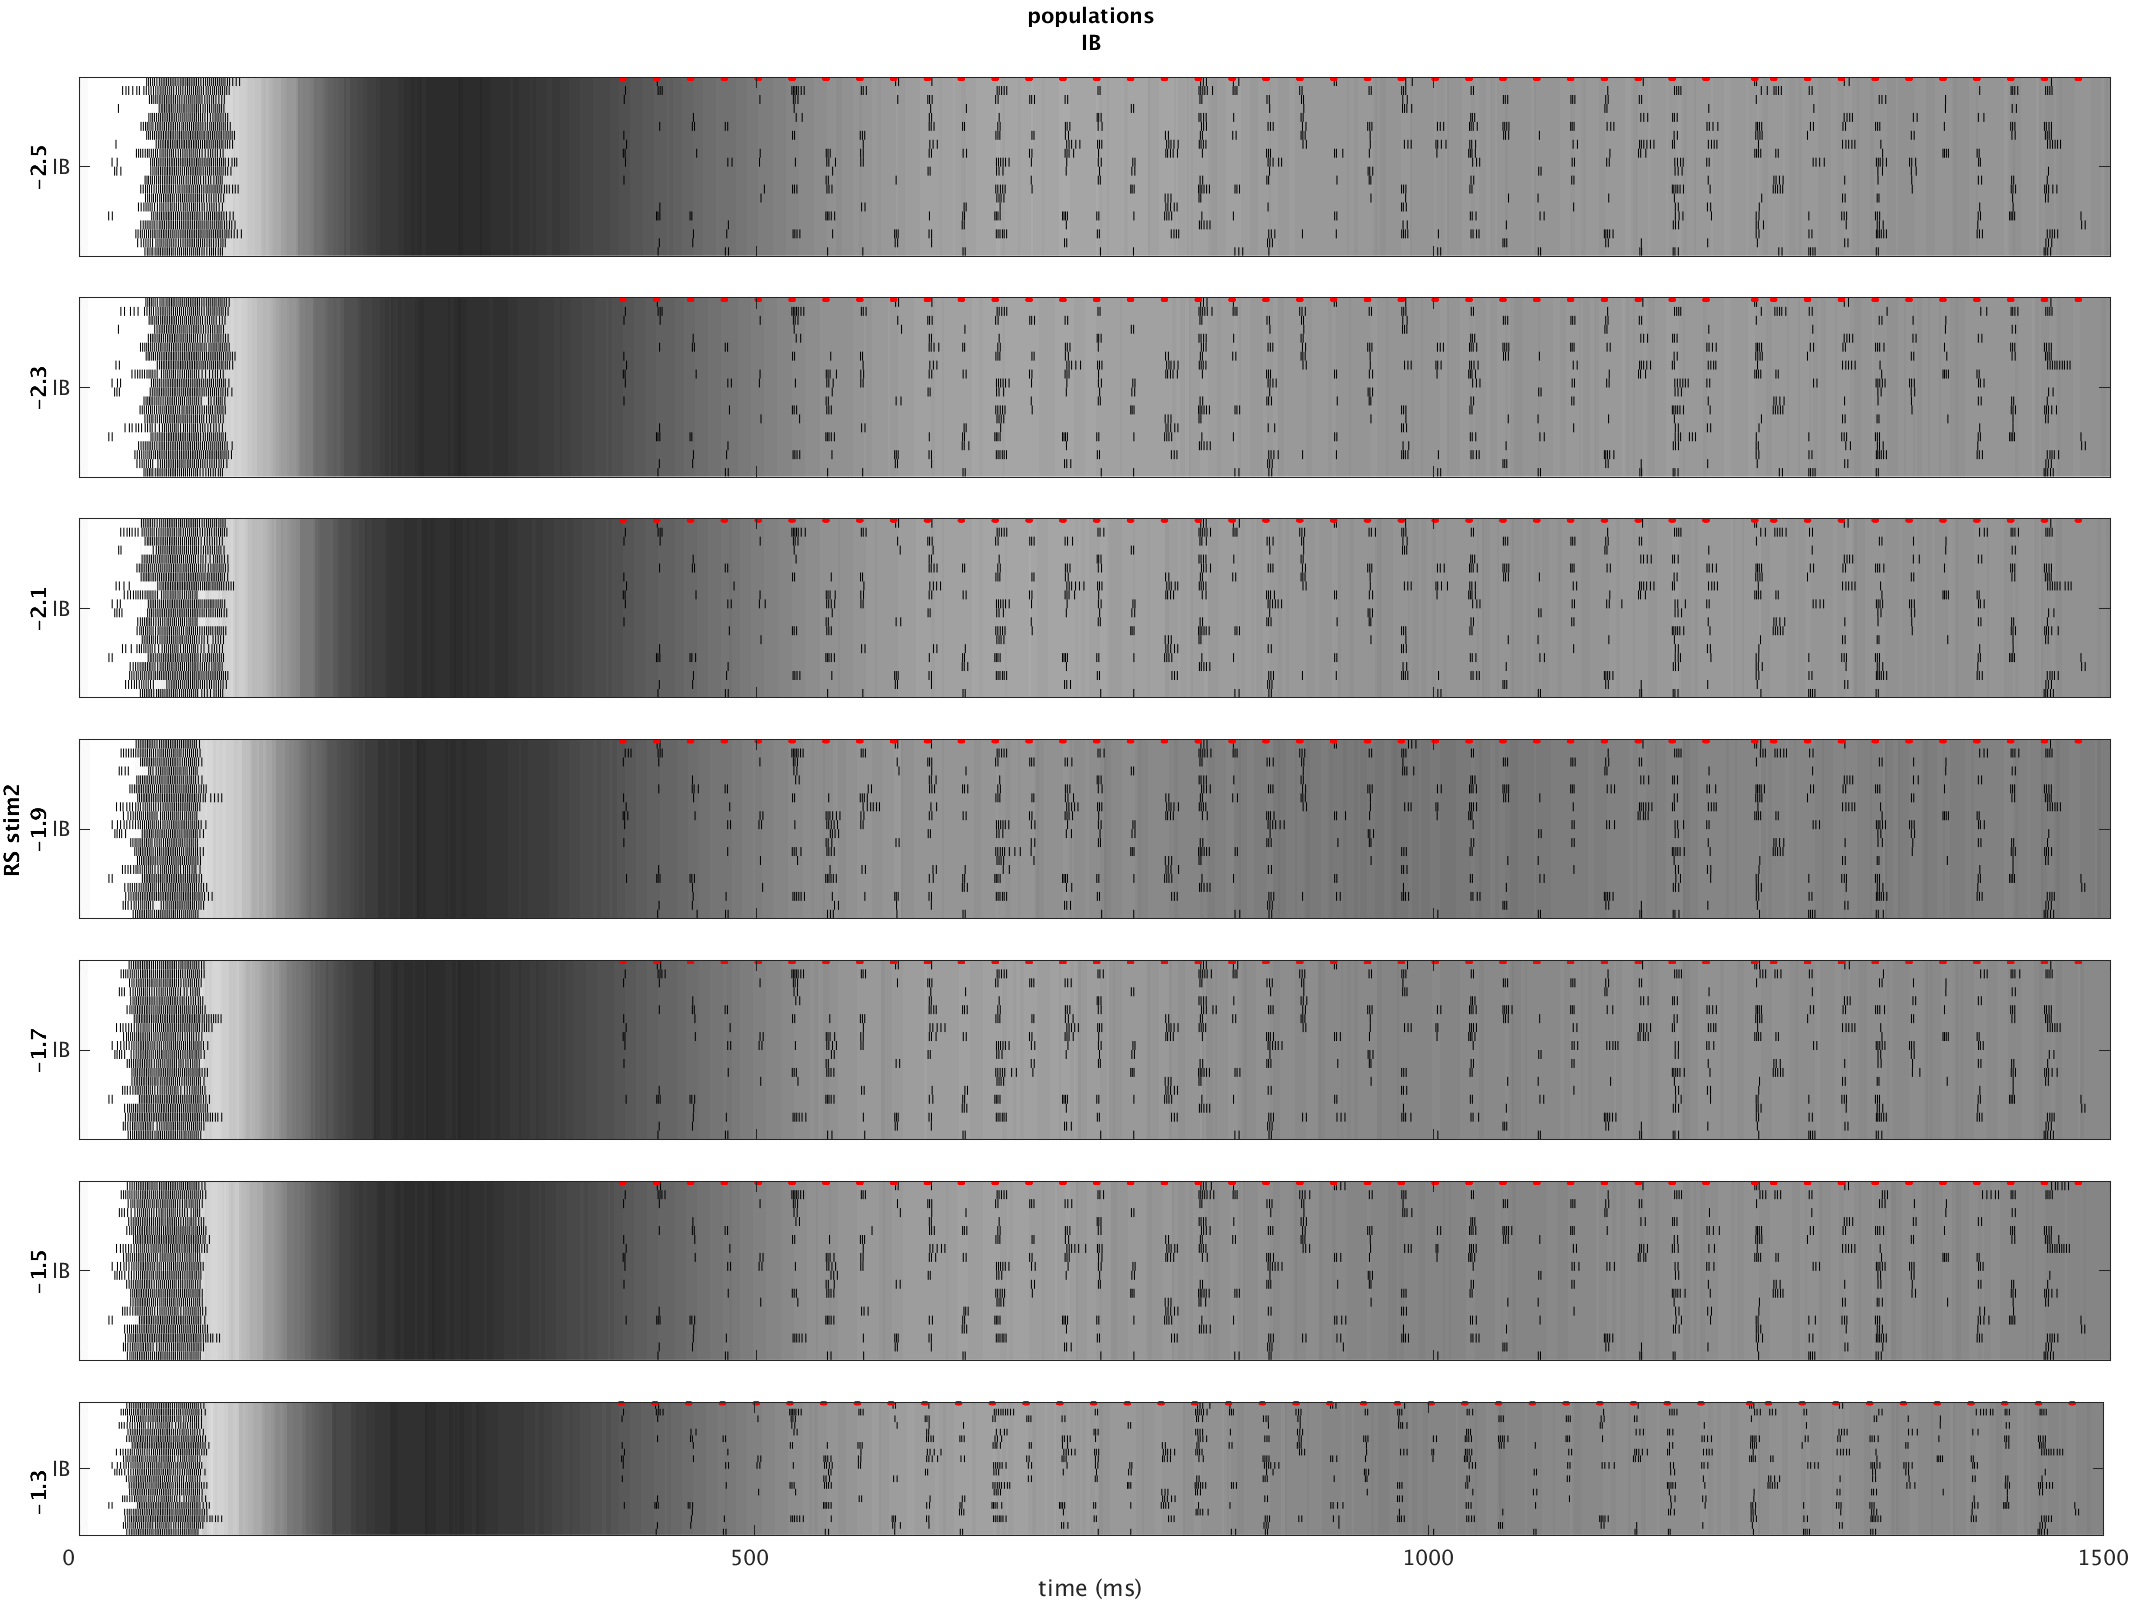 populations
IB
RS stim2
−2.5 IB
−2.3 IB
−2.1 IB
−1.9 IB
−1.7 IB
−1.5 IB
−1.3 IB
0 500 1000 1500
time (ms)